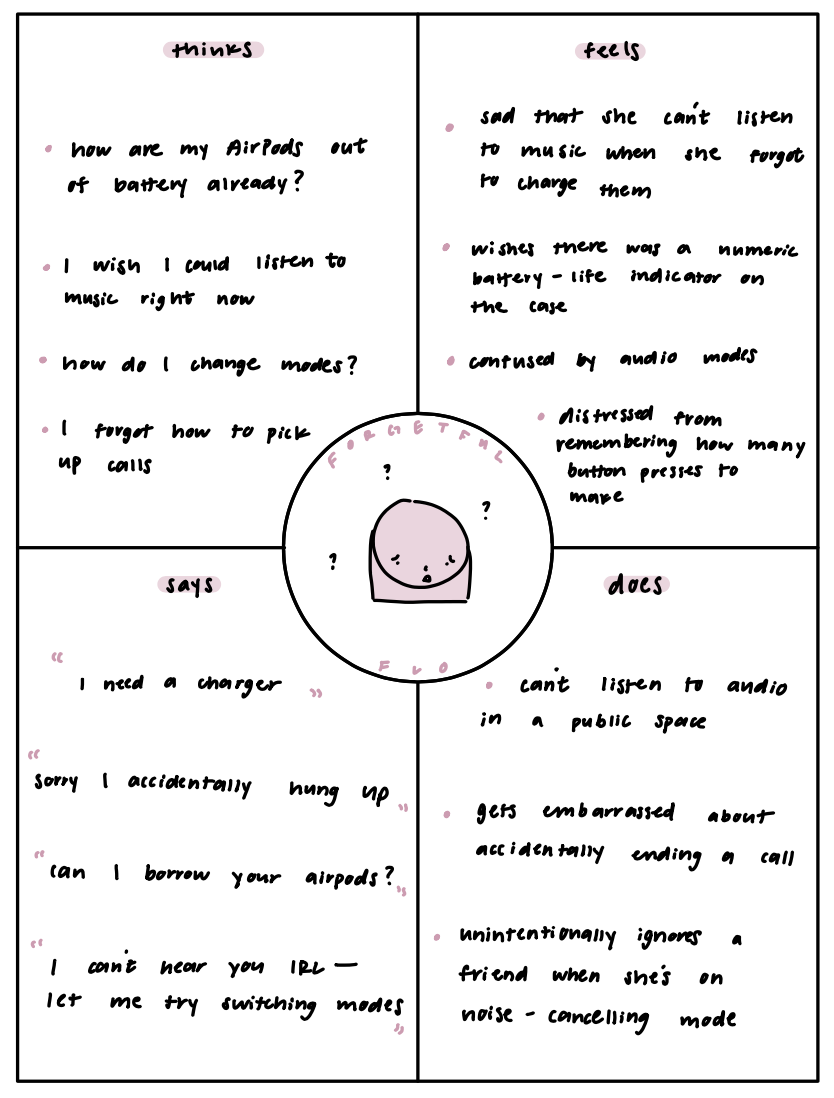 thinks
• how are my AirPods out
of battery already?
• I wish I could listen to
music right now
• how do I change modes?
• I forgot how to pick
up calls
feels
• sad that she can't listen
to music when she forgot
to charge them
• wishes there was a numeric
battery-life indicator on
the case
• confused by audio modes
• distressed from
remembering how many
button presses to
make
FORGETFUL
? ? ?
FLO
says
“I need a charger”
“sorry I accidentally hung up”
“can I borrow your airpods?”
“I can't hear you IRL —
let me try switching modes”
does
• can't listen to audio
in a public space
• gets embarrassed about
accidentally ending a call
• unintentionally ignores a
friend when she's on
noise-cancelling mode